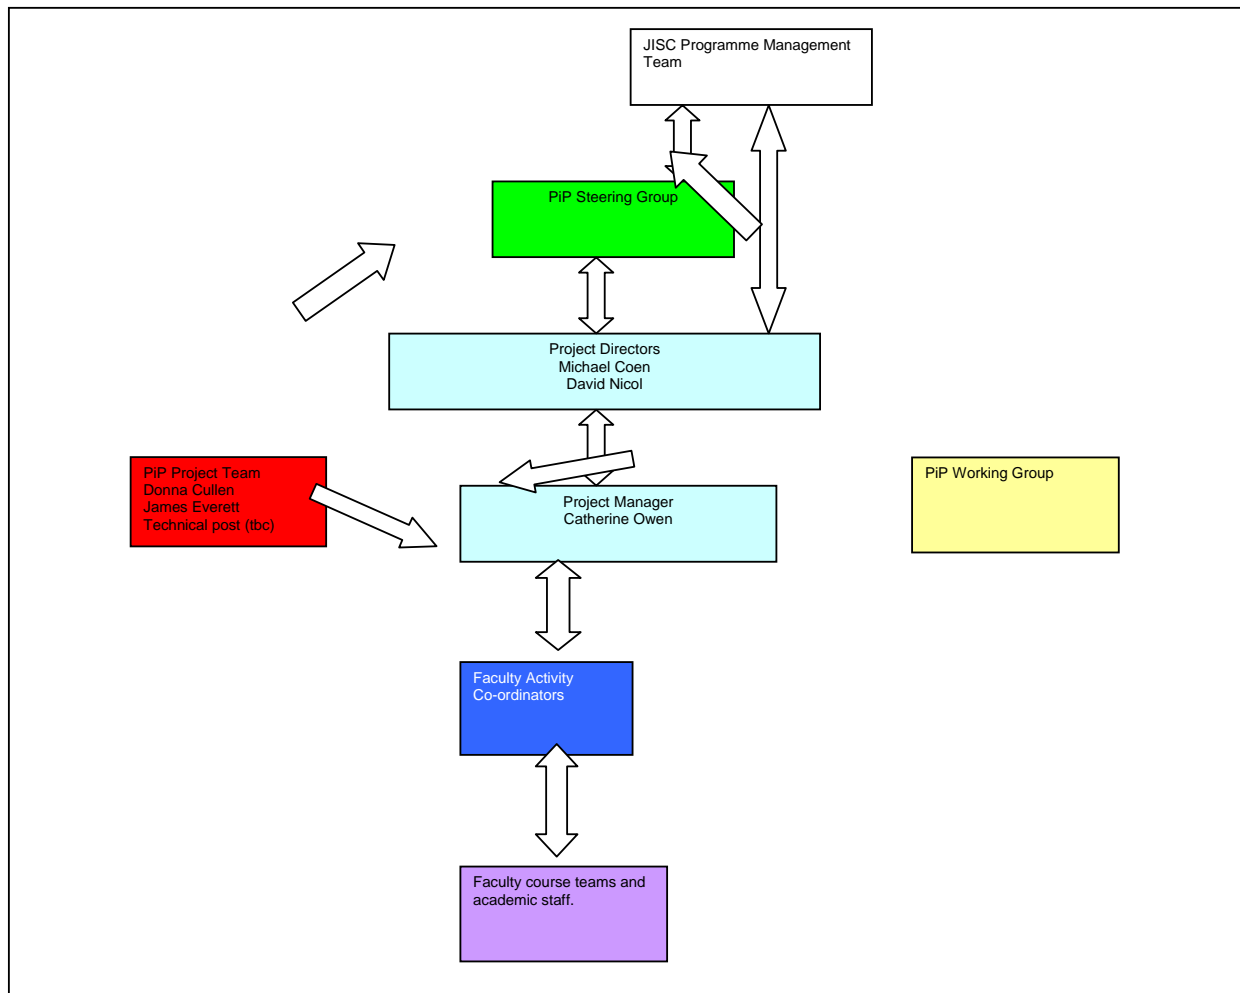 JISC Programme Management
Team
PiP Steering Group
Project Directors
Michael Coen
David Nicol
PiP Project Team
Donna Cullen
James Everett
Technical post (tbc)
Project Manager
Catherine Owen
PiP Working Group
Faculty Activity
Co-ordinators
Faculty course teams and
academic staff.